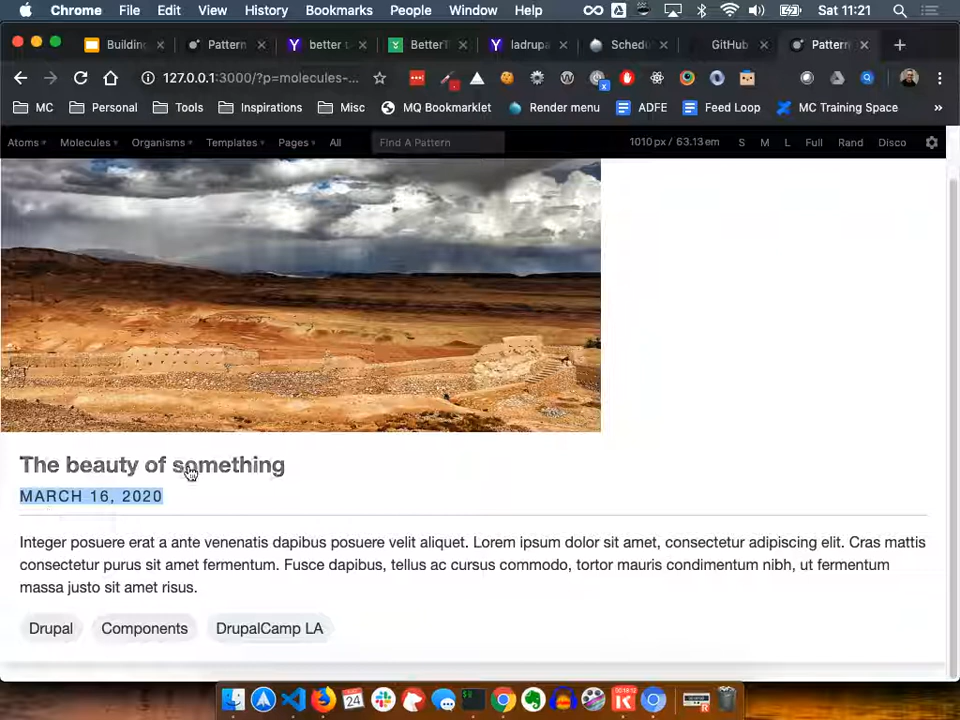 Chrome File Edit View History Bookmarks People Window Help Sat 11:21
Building Pattern better t BetterT ladrupa Schedu GitHub Pattern
127.0.0.1:3000/?p=molecules-...
MC Personal Tools Inspirations Misc MQ Bookmarklet Render menu ADFE Feed Loop MC Training Space »
Atoms Molecules Organisms Templates Pages All Find A Pattern 1010 px / 63.13 em S M L Full Rand Disco
The beauty of something
MARCH 16, 2020
Integer posuere erat a ante venenatis dapibus posuere velit aliquet. Lorem ipsum dolor sit amet, consectetur adipiscing elit. Cras mattis
consectetur purus sit amet fermentum. Fusce dapibus, tellus ac cursus commodo, tortor mauris condimentum nibh, ut fermentum
massa justo sit amet risus.
Drupal Components DrupalCamp LA
24